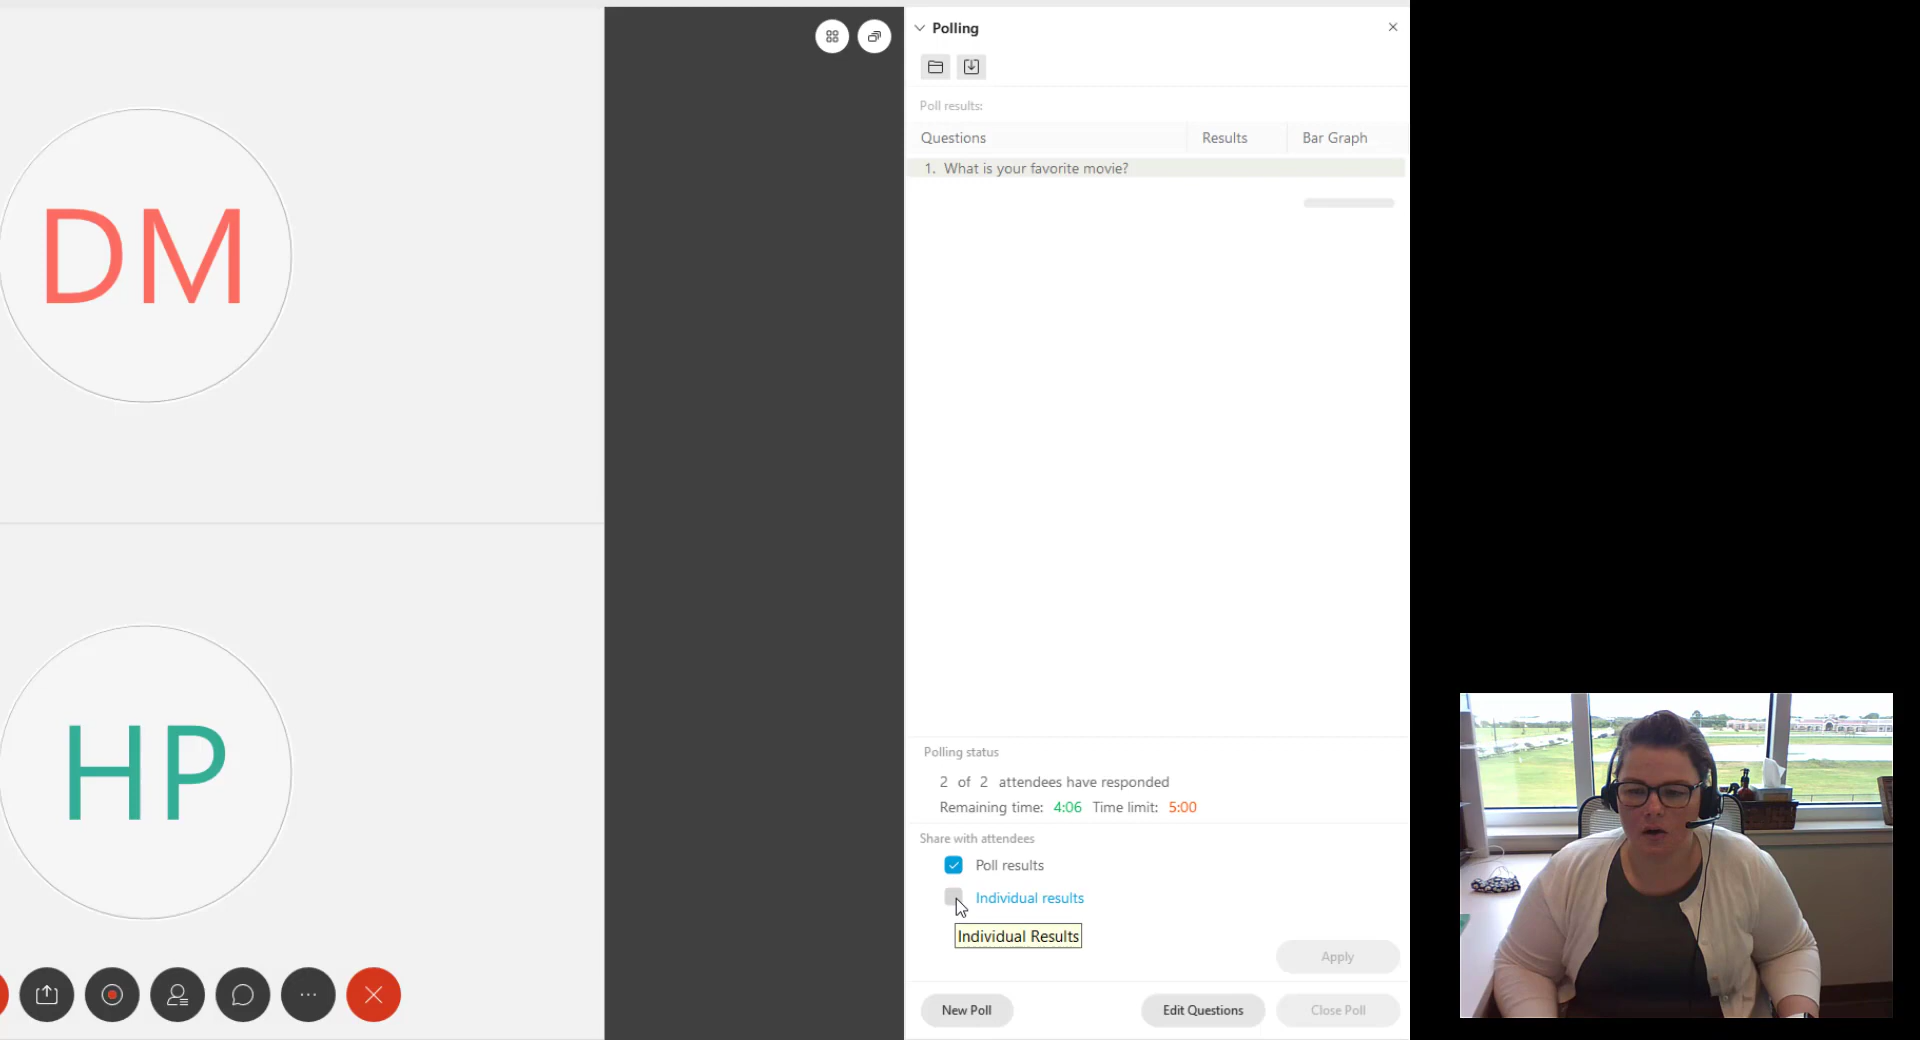 DM
HP
Polling
Poll results:
Questions Results Bar Graph
1. What is your favorite movie?
Polling status
2 of 2 attendees have responded
Remaining time: 4:06 Time limit: 5:00
Share with attendees
Poll results
Individual results
Individual Results
Apply
New Poll Edit Questions Close Poll